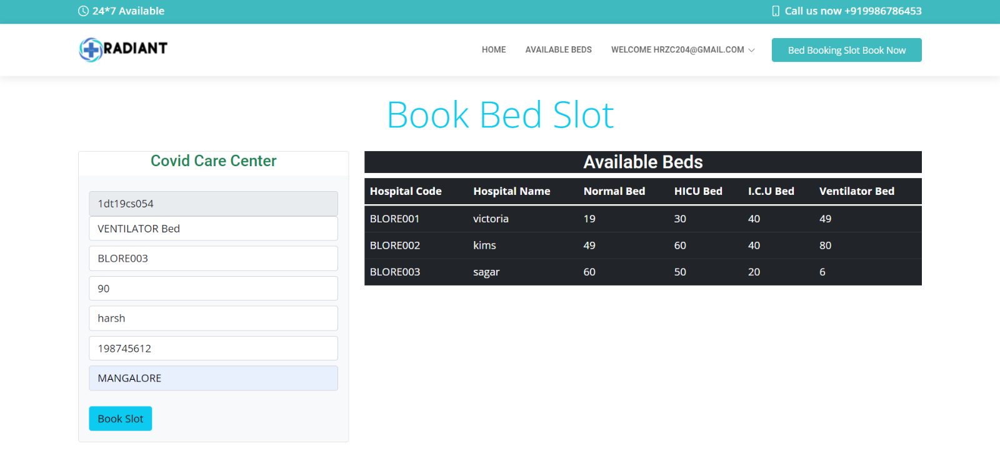 24*7 Available
Call us now +919986786453
RADIANT
HOME
AVAILABLE BEDS
WELCOME HRZC204@GMAIL.COM
Bed Booking Slot Book Now
Book Bed Slot
Covid Care Center
1dt19cs054
VENTILATOR Bed
BLORE003
90
harsh
198745612
MANGALORE
Book Slot
Available Beds
Hospital Code Hospital Name Normal Bed HICU Bed I.C.U Bed Ventilator Bed
BLORE001 victoria 19 30 40 49
BLORE002 kims 49 60 40 80
BLORE003 sagar 60 50 20 6